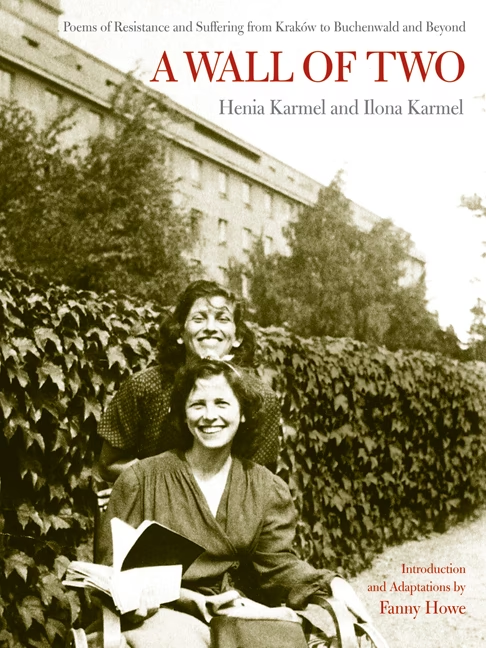 Poems of Resistance and Suffering from Kraków to Buchenwald and Beyond
A WALL OF TWO
Henia Karmel and Ilona Karmel
Introduction
and Adaptations by
Fanny Howe